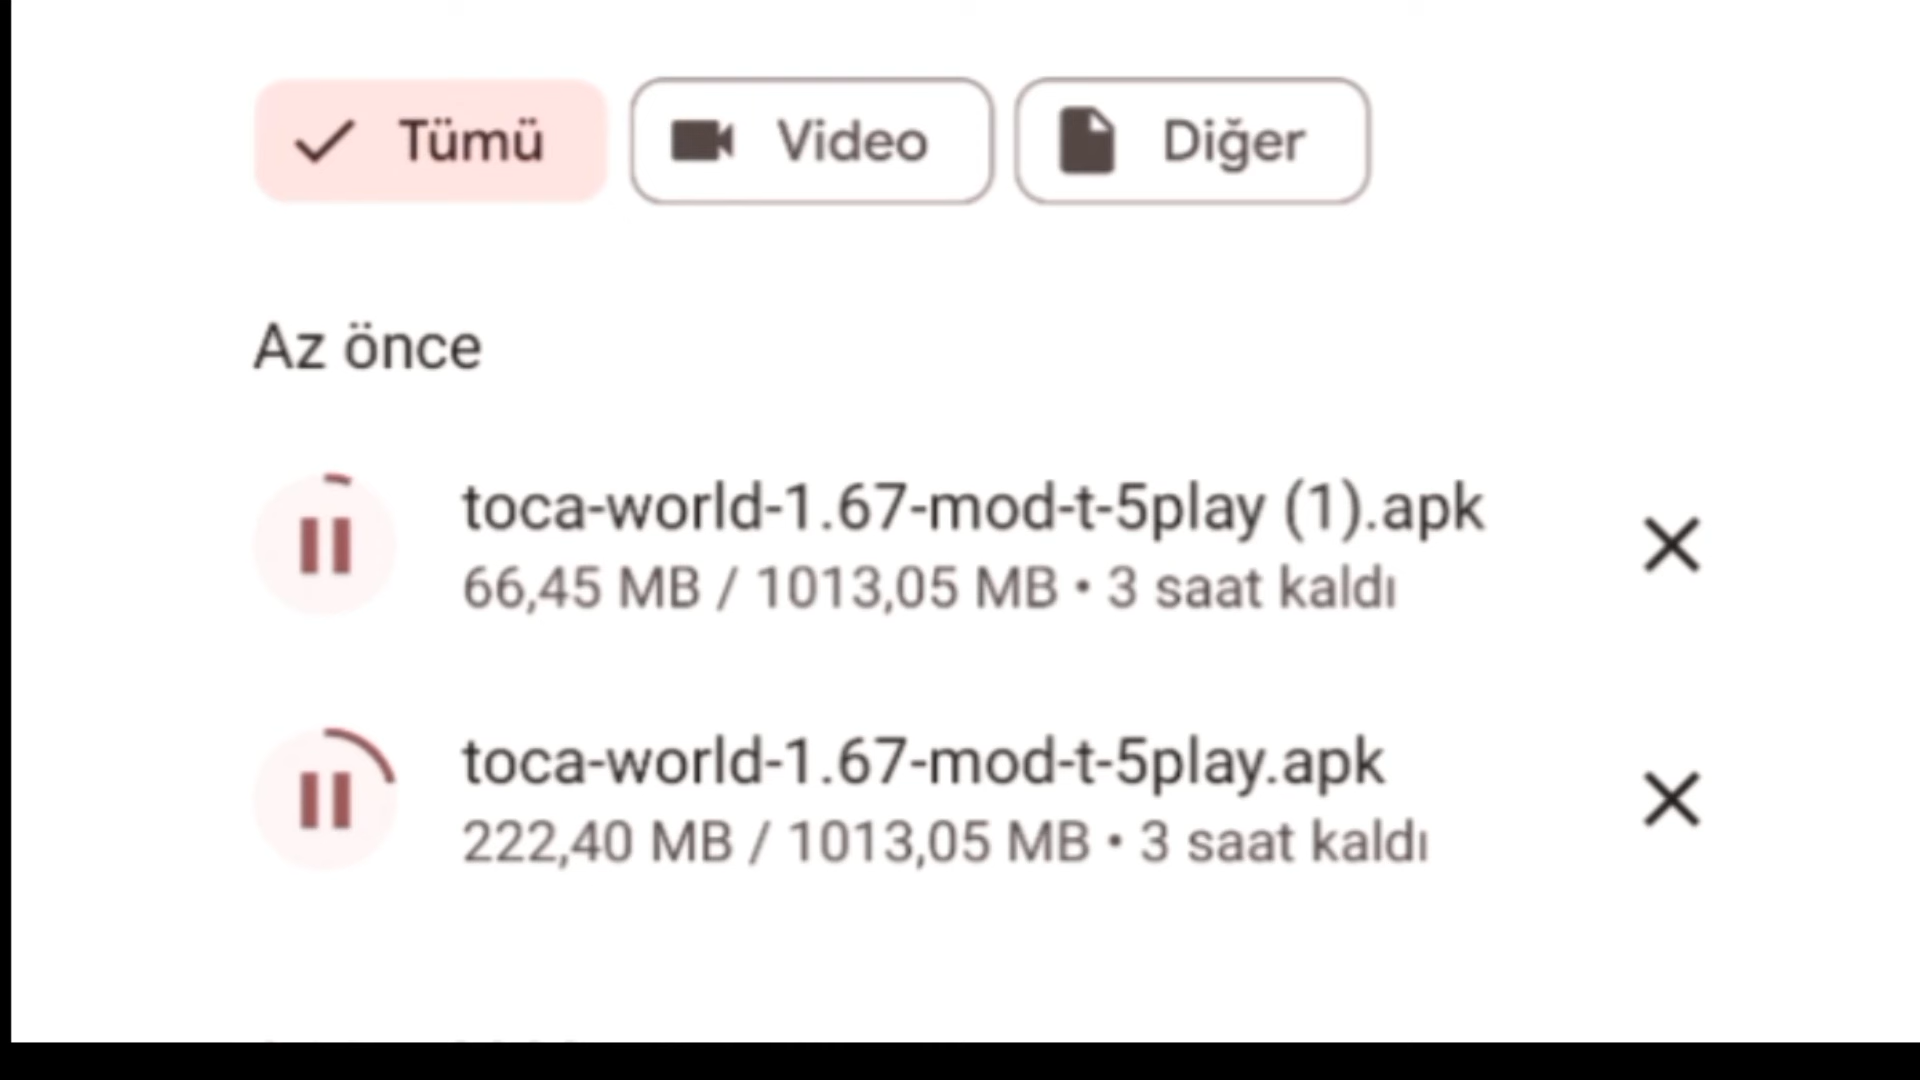 Tümü Video Diğer
Az önce
toca-world-1.67-mod-t-5play (1).apk
66,45 MB / 1013,05 MB • 3 saat kaldı
toca-world-1.67-mod-t-5play.apk
222,40 MB / 1013,05 MB • 3 saat kaldı